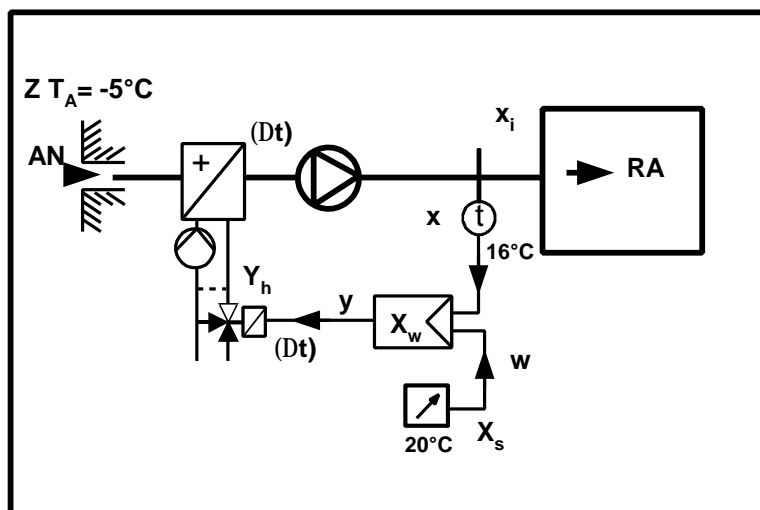 Z T_A= -5°C
(Dt)
x_i
AN
+
RA
x
t
16°C
Y_h
y
X_w
(Dt)
w
20°C
X_s